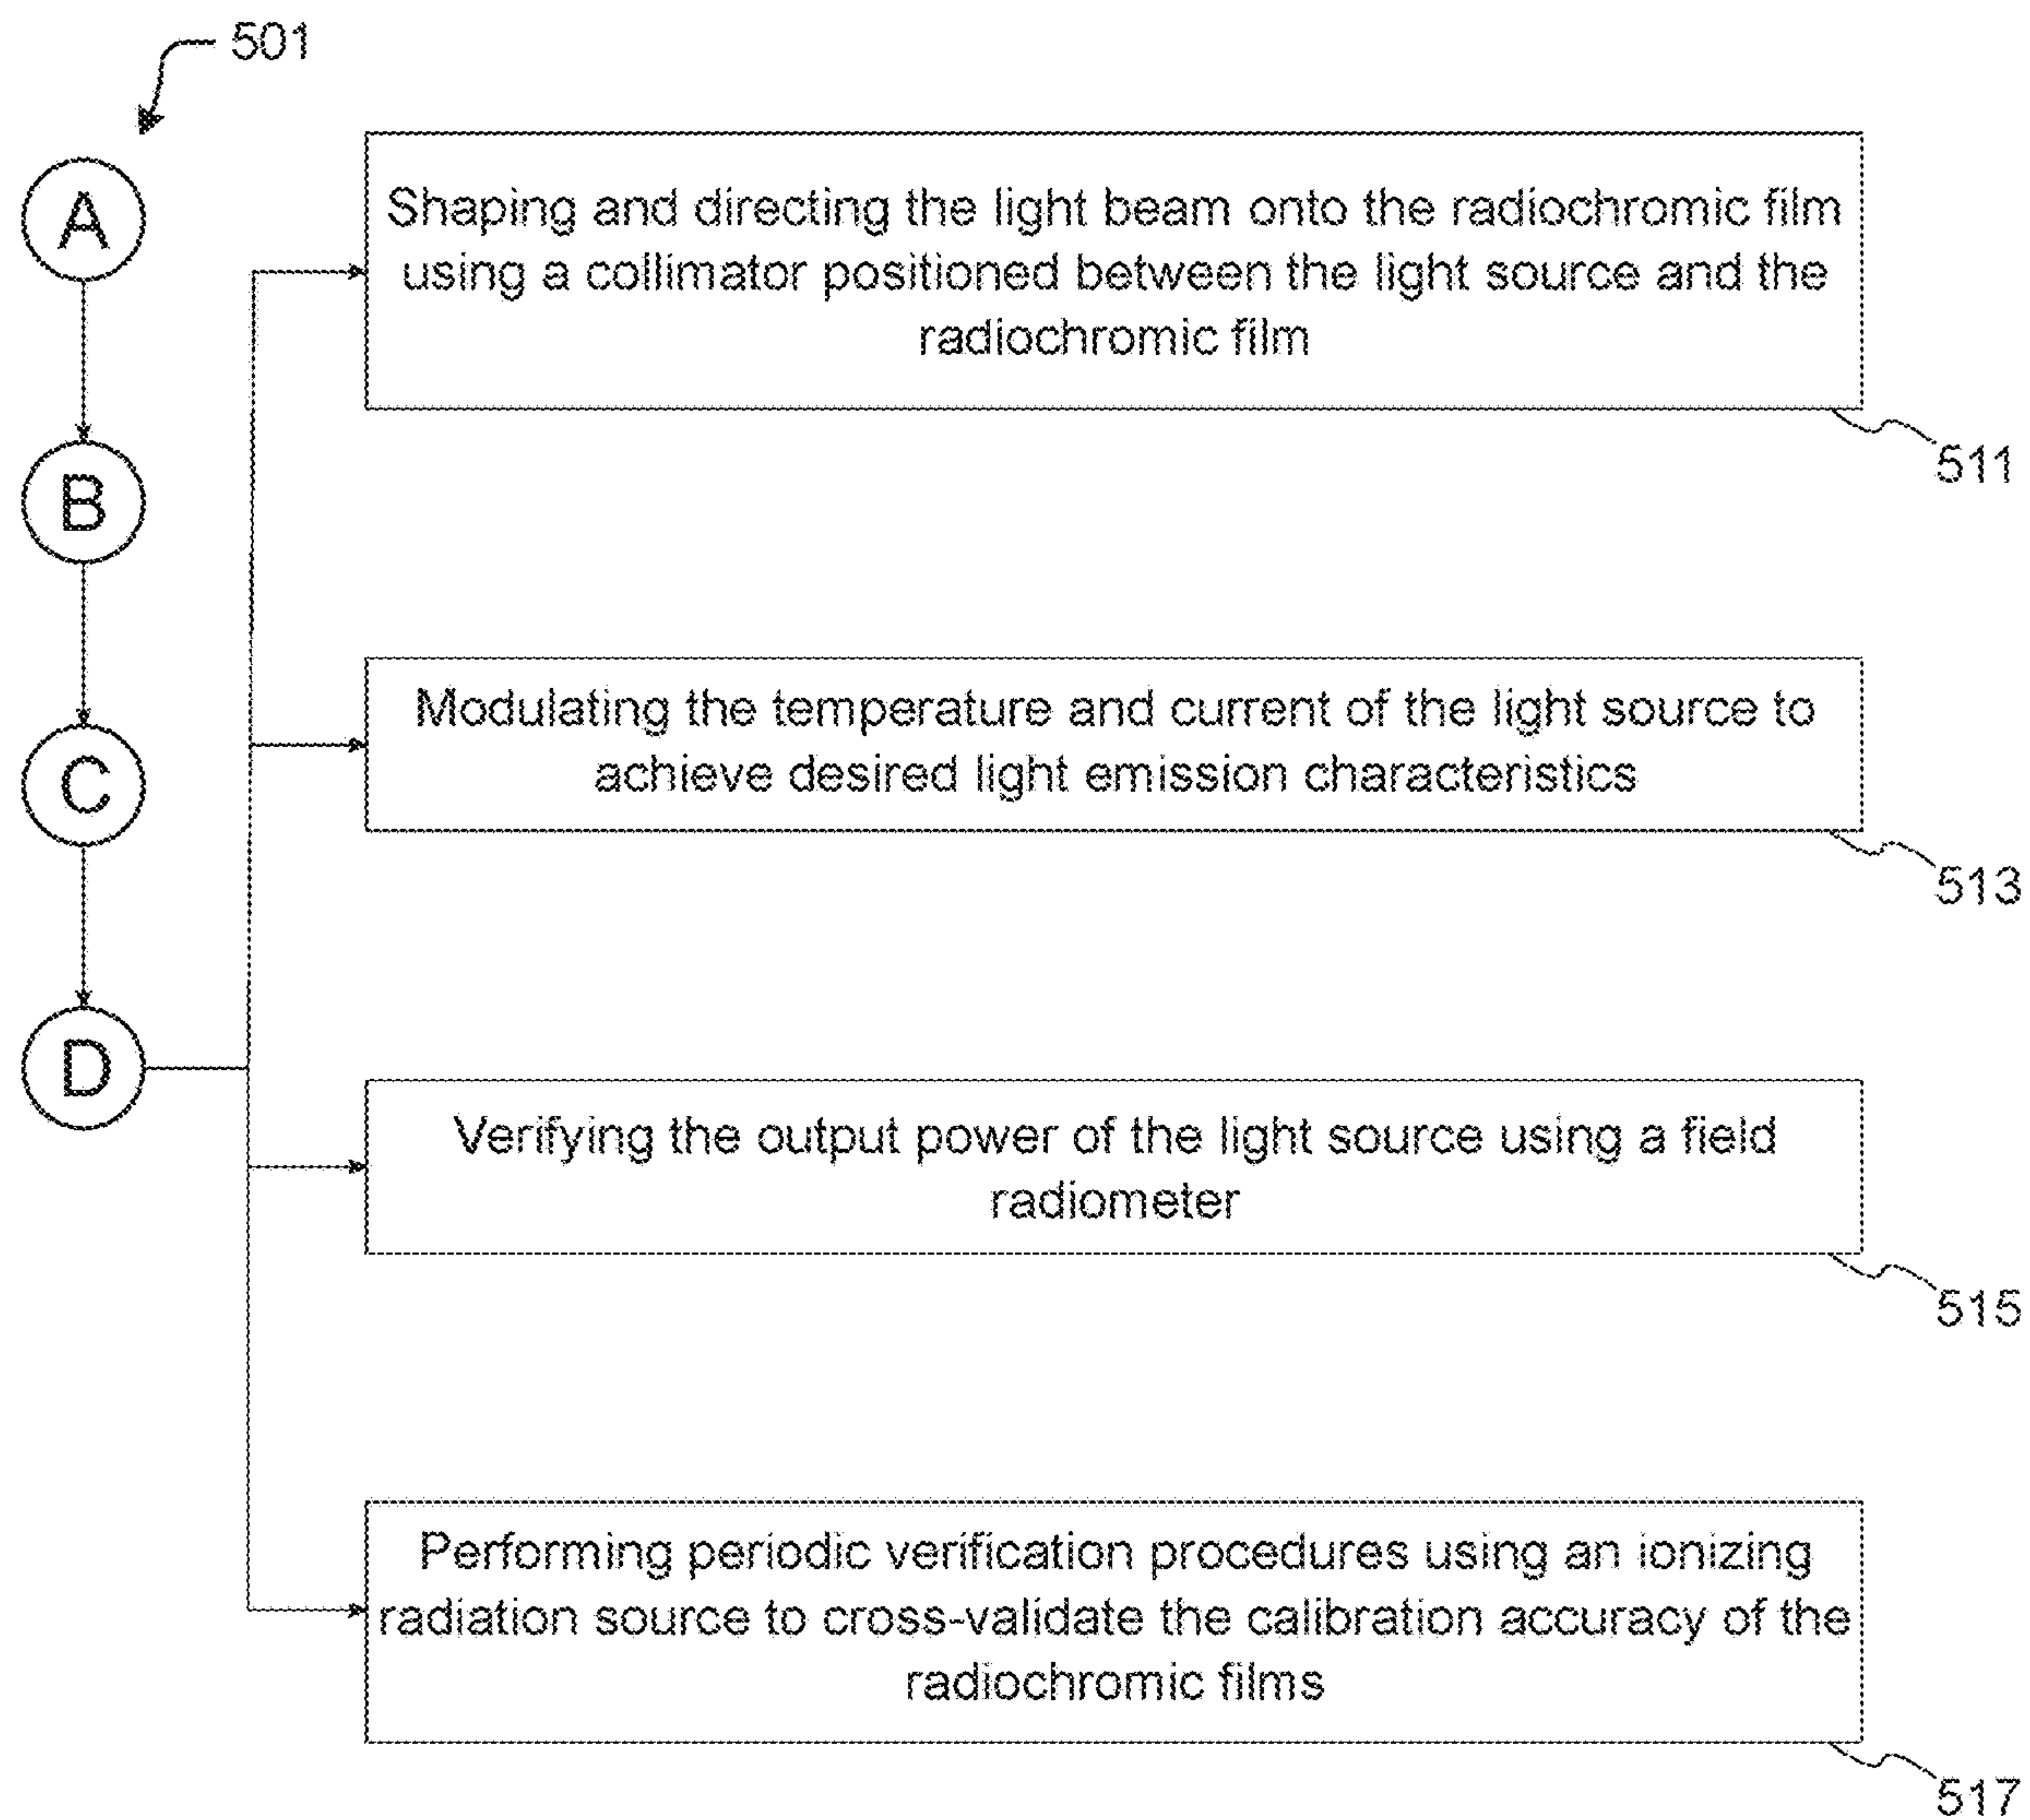 501
A
Shaping and directing the light beam onto the radiochromic film
using a collimator positioned between the light source and the
radiochromic film
511
B
Modulating the temperature and current of the light source to
achieve desired light emission characteristics
513
C
D
Verifying the output power of the light source using a field
radiometer
515
Performing periodic verification procedures using an ionizing
radiation source to cross-validate the calibration accuracy of the
radiochromic films
517